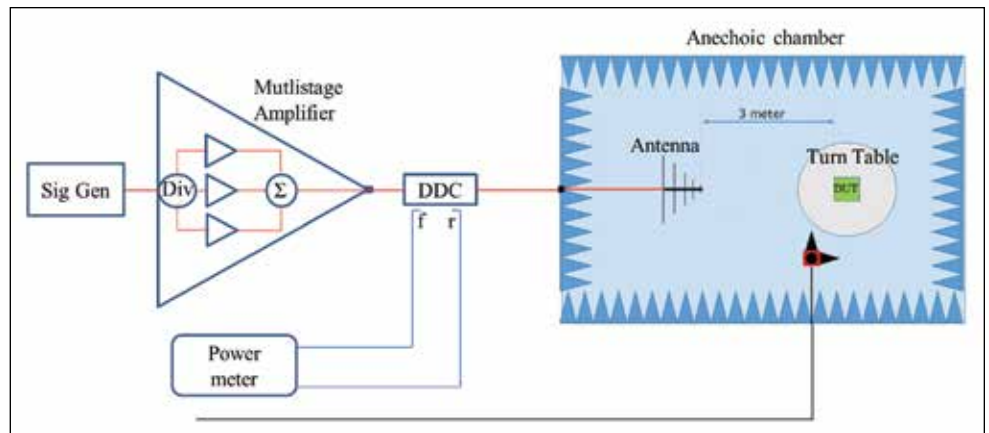 Anechoic chamber
Mutlistage
Amplifier
3 meter
Antenna
Turn Table
Sig Gen
Div
Σ
DDC
DUT
f r
Power
meter